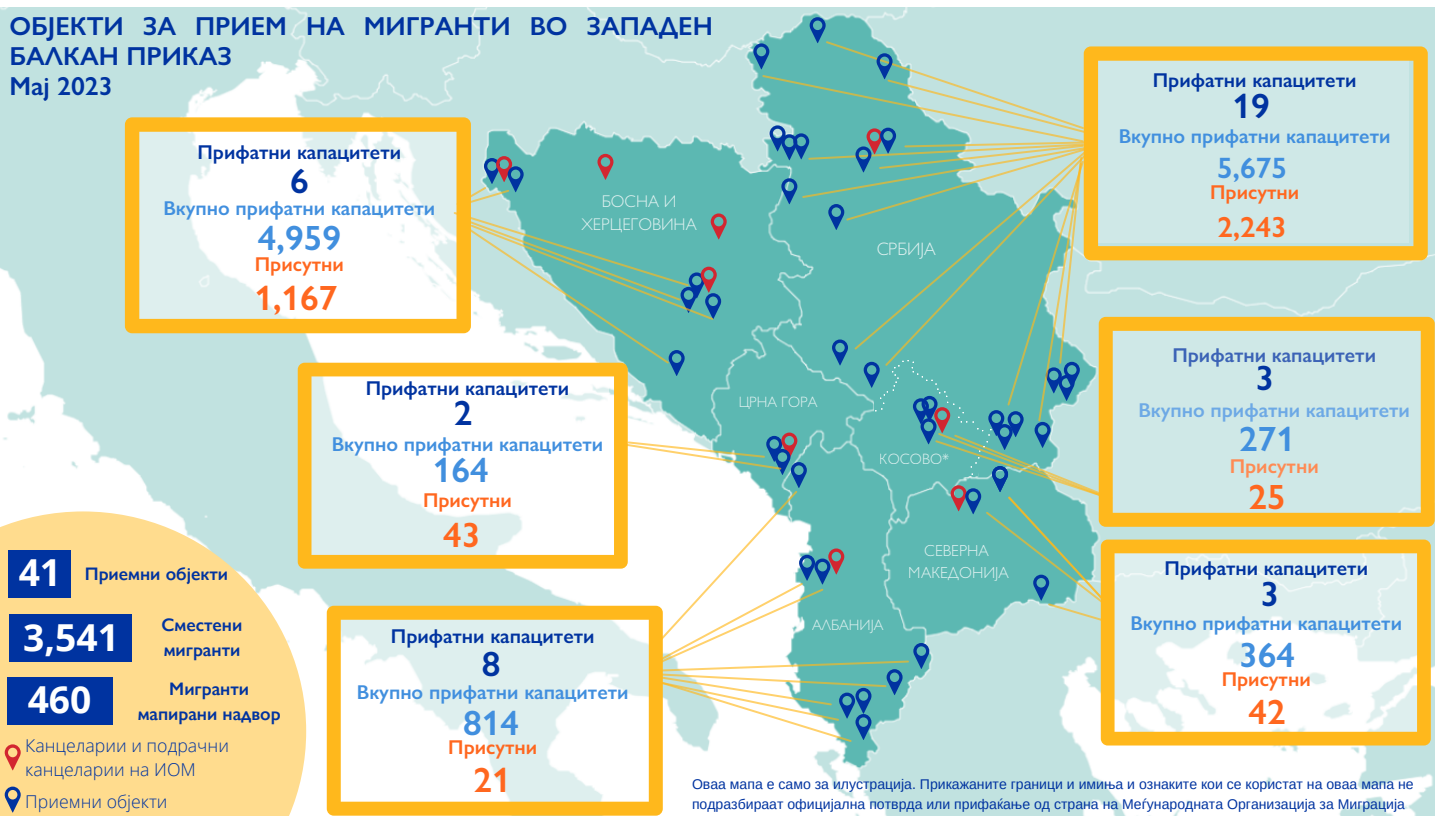 ОБЈЕКТИ ЗА ПРИЕМ НА МИГРАНТИ ВО ЗАПАДЕН
БАЛКАН ПРИКАЗ
Мај 2023
Прифатни капацитети
6
Вкупно прифатни капацитети
4,959
Присутни
1,167
Прифатни капацитети
19
Вкупно прифатни капацитети
5,675
Присутни
2,243
БОСНА И
ХЕРЦЕГОВИНА
СРБИЈА
Прифатни капацитети
2
Вкупно прифатни капацитети
164
Присутни
43
ЦРНА ГОРА
КОСОВО*
Прифатни капацитети
3
Вкупно прифатни капацитети
271
Присутни
25
СЕВЕРНА
МАКЕДОНИЈА
АЛБАНИЈА
Прифатни капацитети
3
Вкупно прифатни капацитети
364
Присутни
42
Прифатни капацитети
8
Вкупно прифатни капацитети
814
Присутни
21
41 Приемни објекти
3,541 Сместени
мигранти
460 Мигранти
мапирани надвор
Канцеларии и подрачни
канцеларии на ИОМ
Приемни објекти
Оваа мапа е само за илустрација. Прикажаните граници и имиња и ознаките кои се користат на оваа мапа не
подразбираат официјална потврда или прифаќање од страна на Меѓународната Организација за Миграција